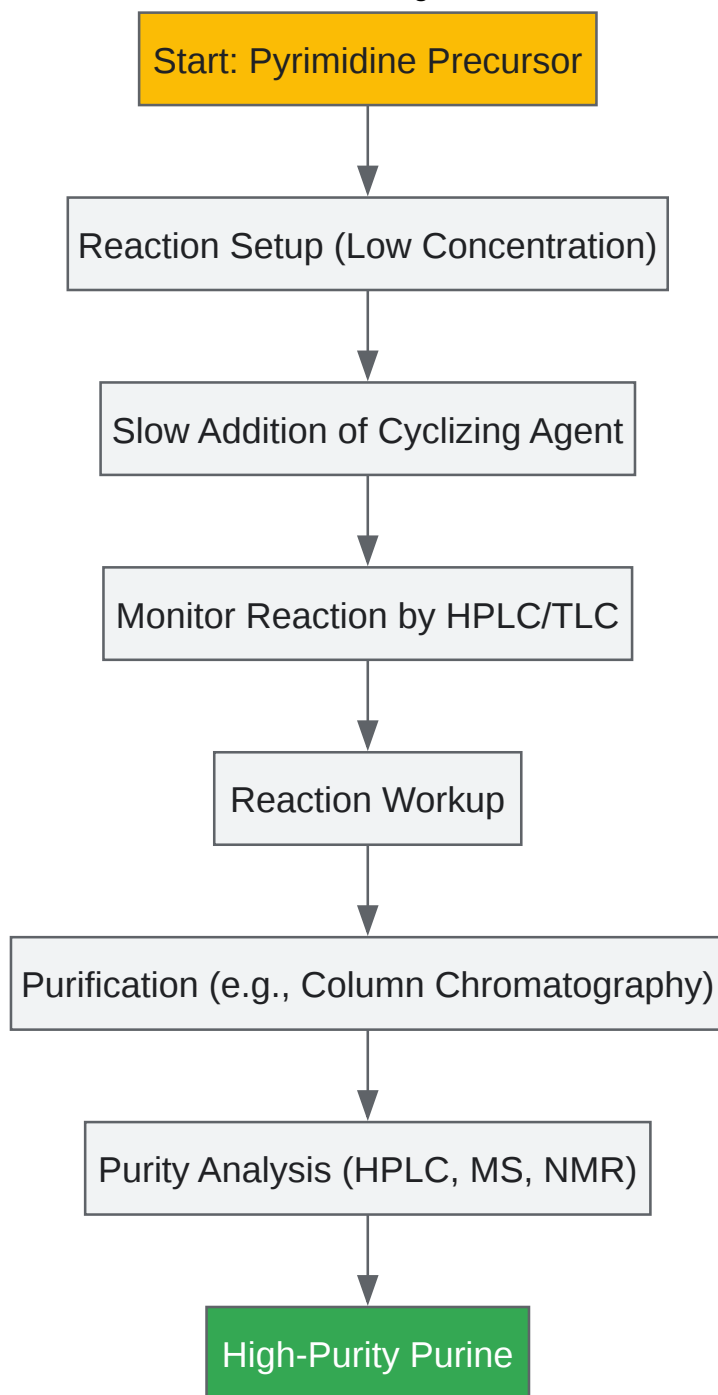 Start: Pyrimidine Precursor
Reaction Setup (Low Concentration)
Slow Addition of Cyclizing Agent
Monitor Reaction by HPLC/TLC
Reaction Workup
Purification (e.g., Column Chromatography)
Purity Analysis (HPLC, MS, NMR)
High-Purity Purine